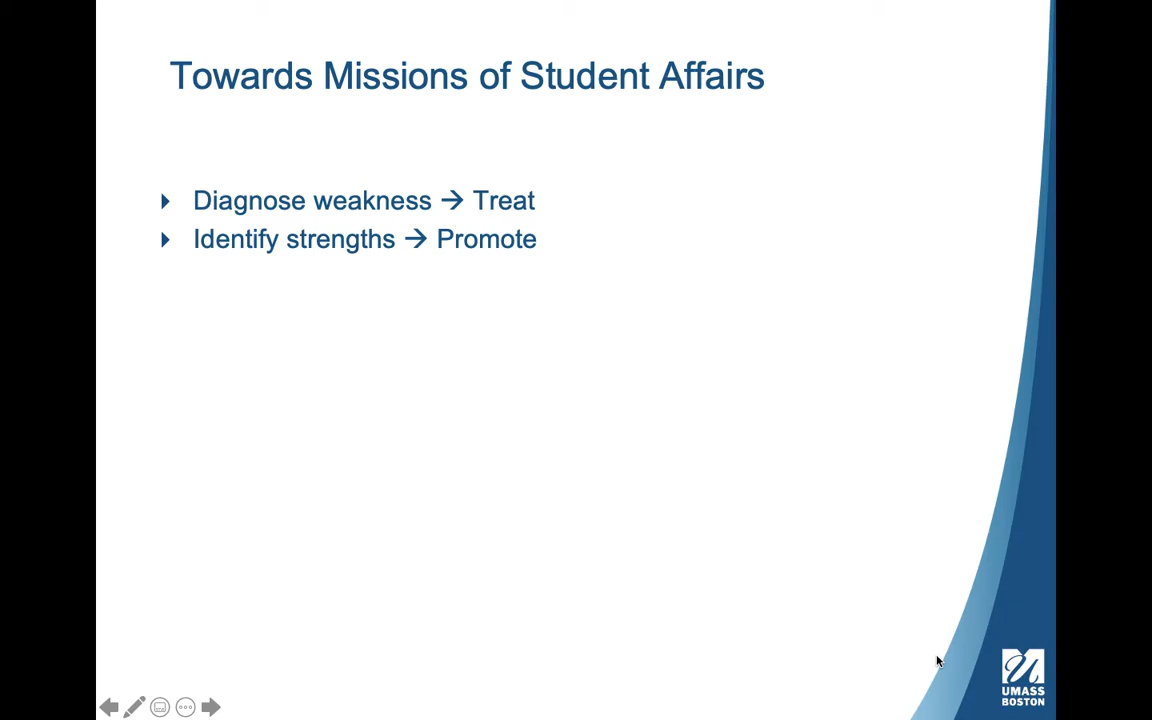 Towards Missions of Student Affairs
Diagnose weakness → Treat
Identify strengths → Promote
UMASS
BOSTON